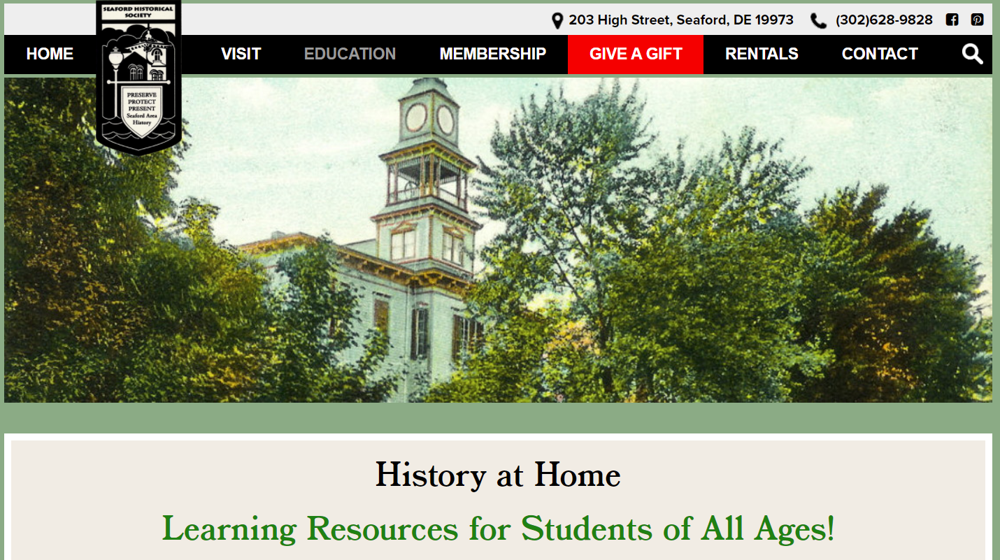 SEAFORD HISTORICAL
SOCIETY
203 High Street, Seaford, DE 19973 (302)628-9828
HOME VISIT EDUCATION MEMBERSHIP GIVE A GIFT RENTALS CONTACT
PRESERVE
PROTECT
PRESENT
Seaford Area
History
History at Home
Learning Resources for Students of All Ages!